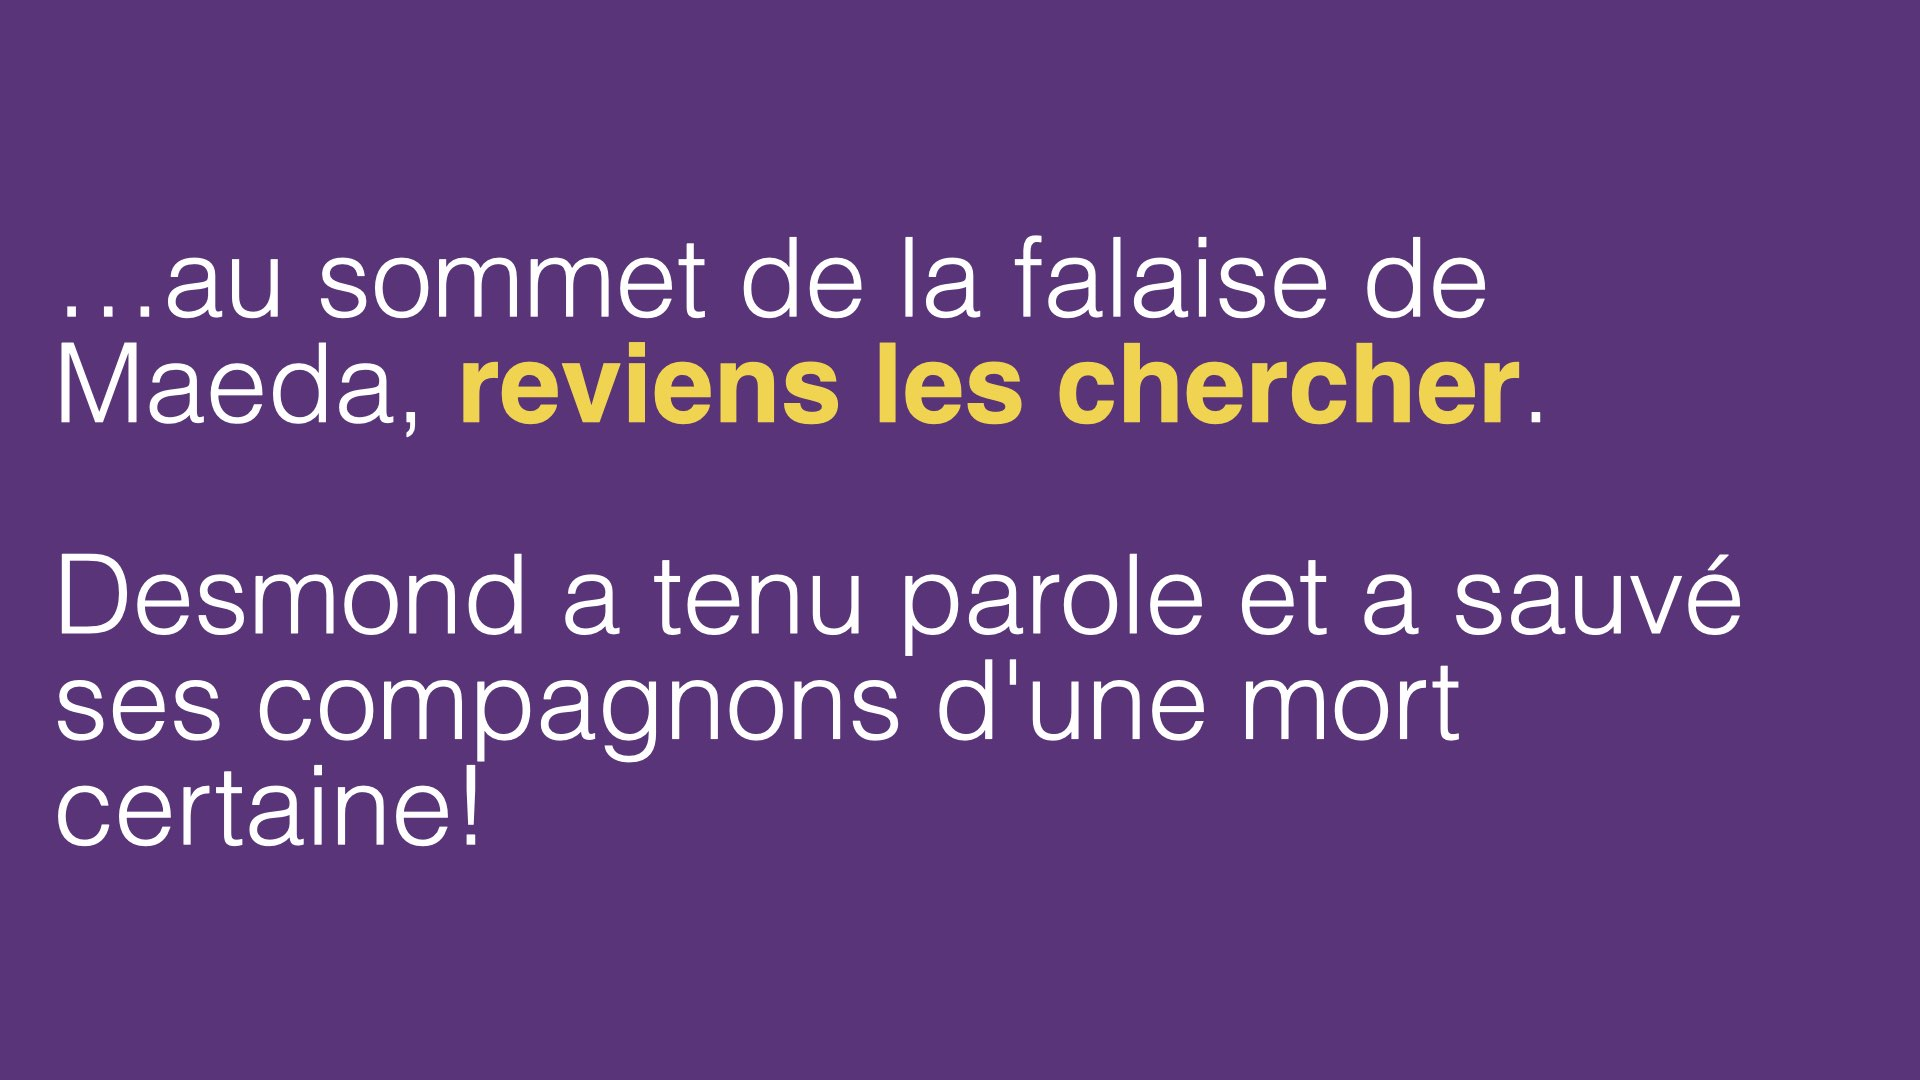 …au sommet de la falaise de
Maeda, reviens les chercher.
Desmond a tenu parole et a sauvé
ses compagnons d'une mort
certaine!